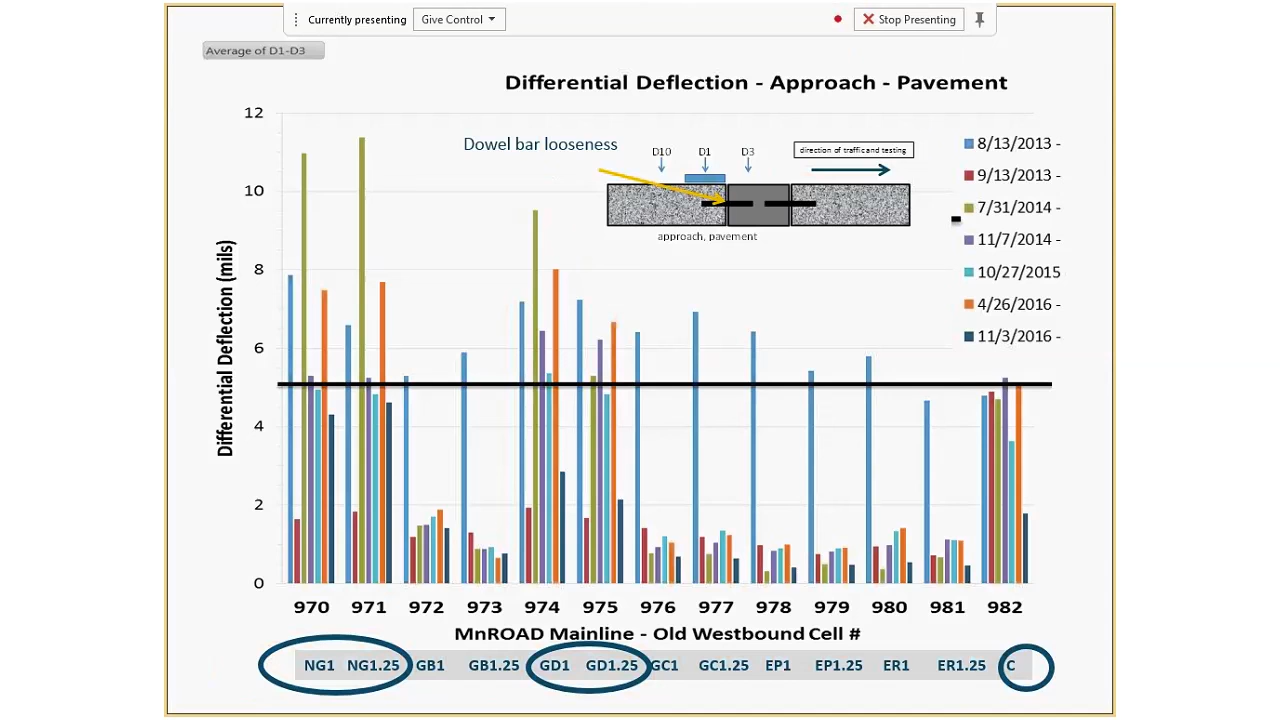 Currently presenting
Give Control
Stop Presenting
Average of D1-D3
Differential Deflection - Approach - Pavement
12
10
8
6
4
2
0
Differential Deflection (mils)
Dowel bar looseness
D10
D1
D3
direction of traffic and testing
approach, pavement
8/13/2013 -
9/13/2013 -
7/31/2014 -
11/7/2014 -
10/27/2015
4/26/2016 -
11/3/2016 -
970 971 972 973 974 975 976 977 978 979 980 981 982
MnROAD Mainline - Old Westbound Cell #
NG1 NG1.25 GB1 GB1.25 GD1 GD1.25 GC1 GC1.25 EP1 EP1.25 ER1 ER1.25 C